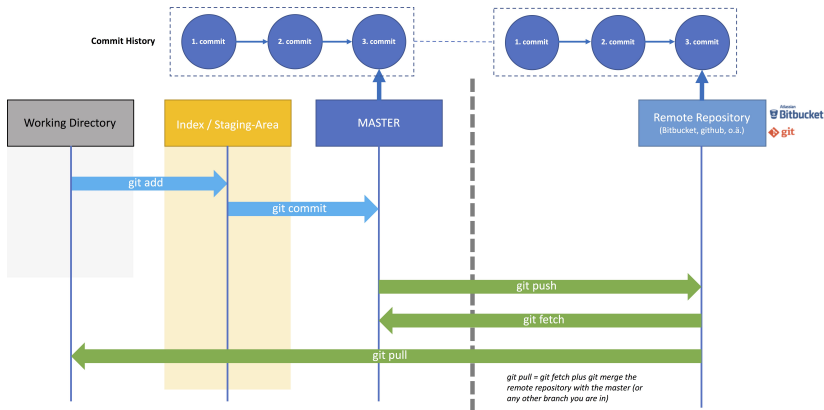 Commit History
1. commit
2. commit
3. commit
1. commit
2. commit
3. commit
Working Directory
Index / Staging-Area
MASTER
Remote Repository
(Bitbucket, github, o.ä.)
Atlassian
Bitbucket
git
git add
git commit
git push
git fetch
git pull
git pull = git fetch plus git merge the
remote repository with the master (or
any other branch you are in)